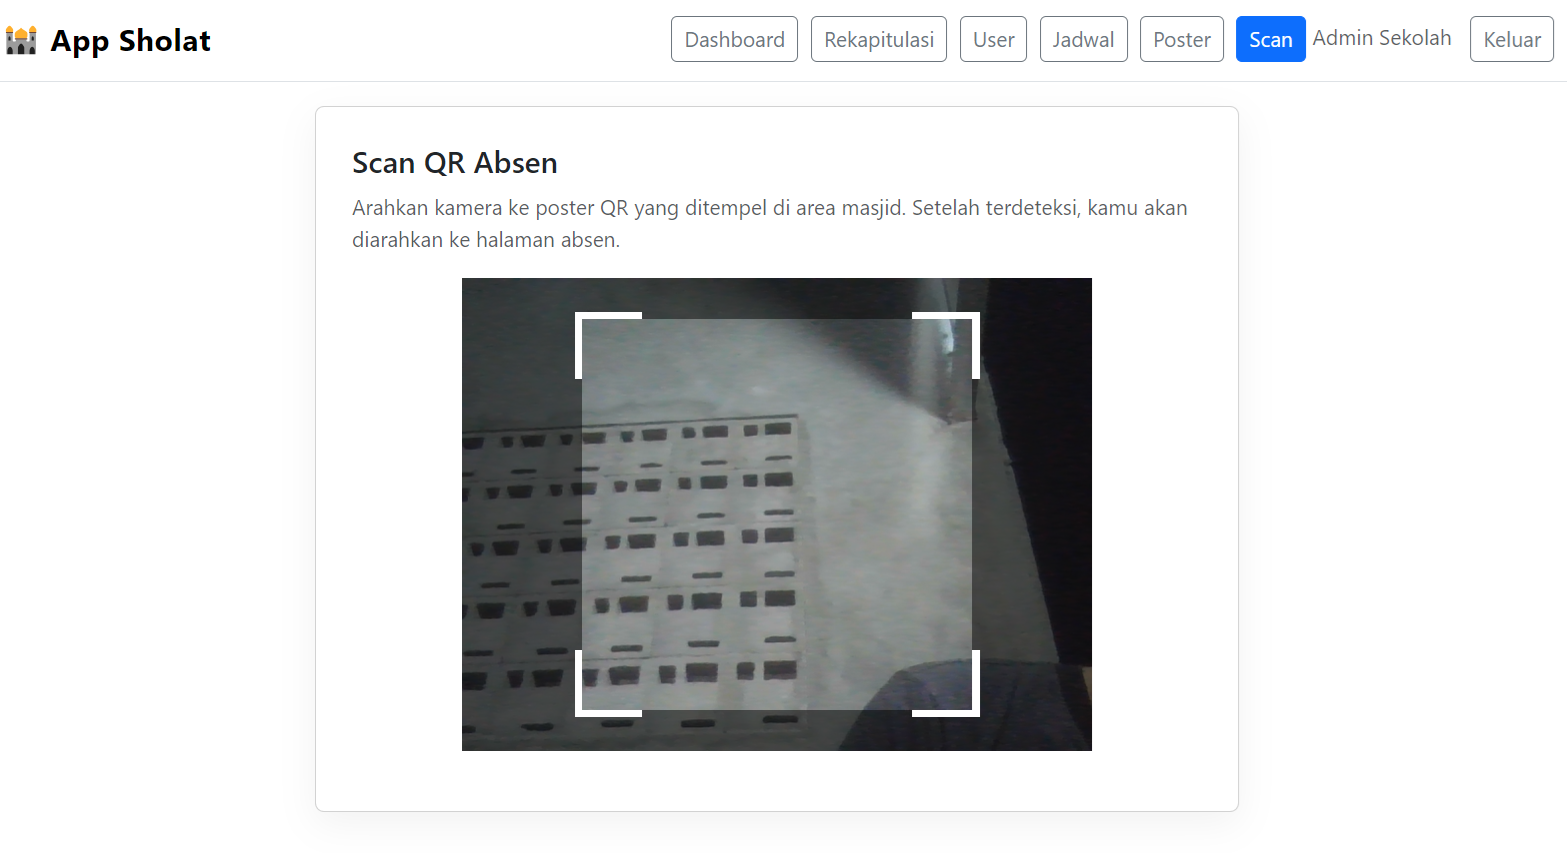 App Sholat
Dashboard Rekapitulasi User Jadwal Poster Scan Admin Sekolah Keluar
Scan QR Absen
Arahkan kamera ke poster QR yang ditempel di area masjid. Setelah terdeteksi, kamu akan
diarahkan ke halaman absen.